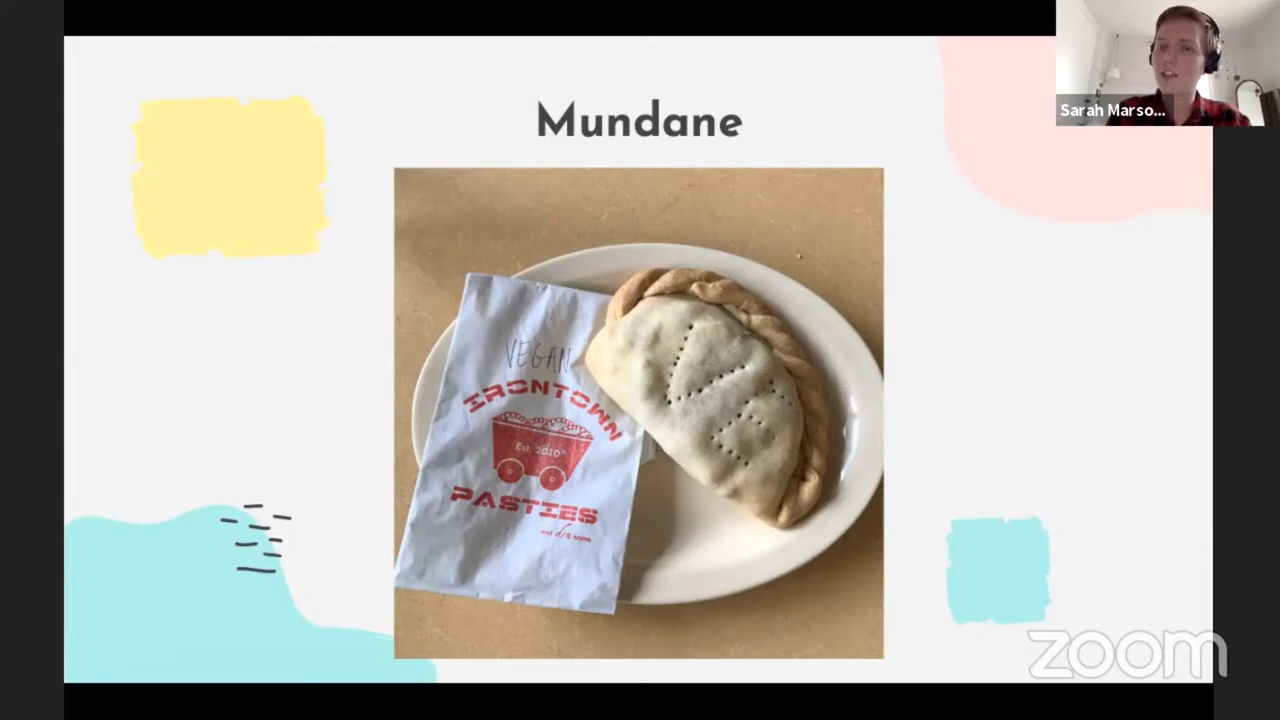 Mundane
Sarah Marso...
VEGAN
IRONTOWN
Est. 2010
PASTIES
zoom